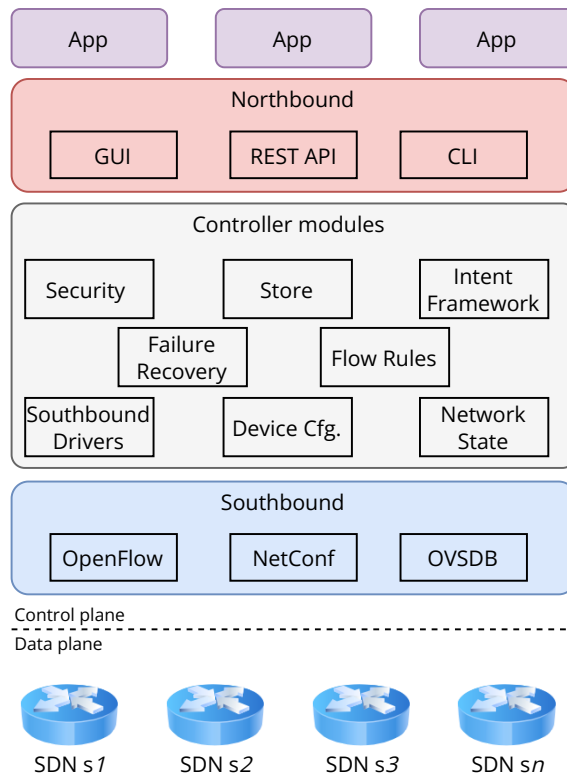 App App App
Northbound
GUI REST API CLI
Controller modules
Security Store Intent
Framework
Failure
Recovery Flow Rules
Southbound
Drivers Device Cfg. Network
State
Southbound
OpenFlow NetConf OVSDB
Control plane
Data plane
SDN s1 SDN s2 SDN s3 SDN sn